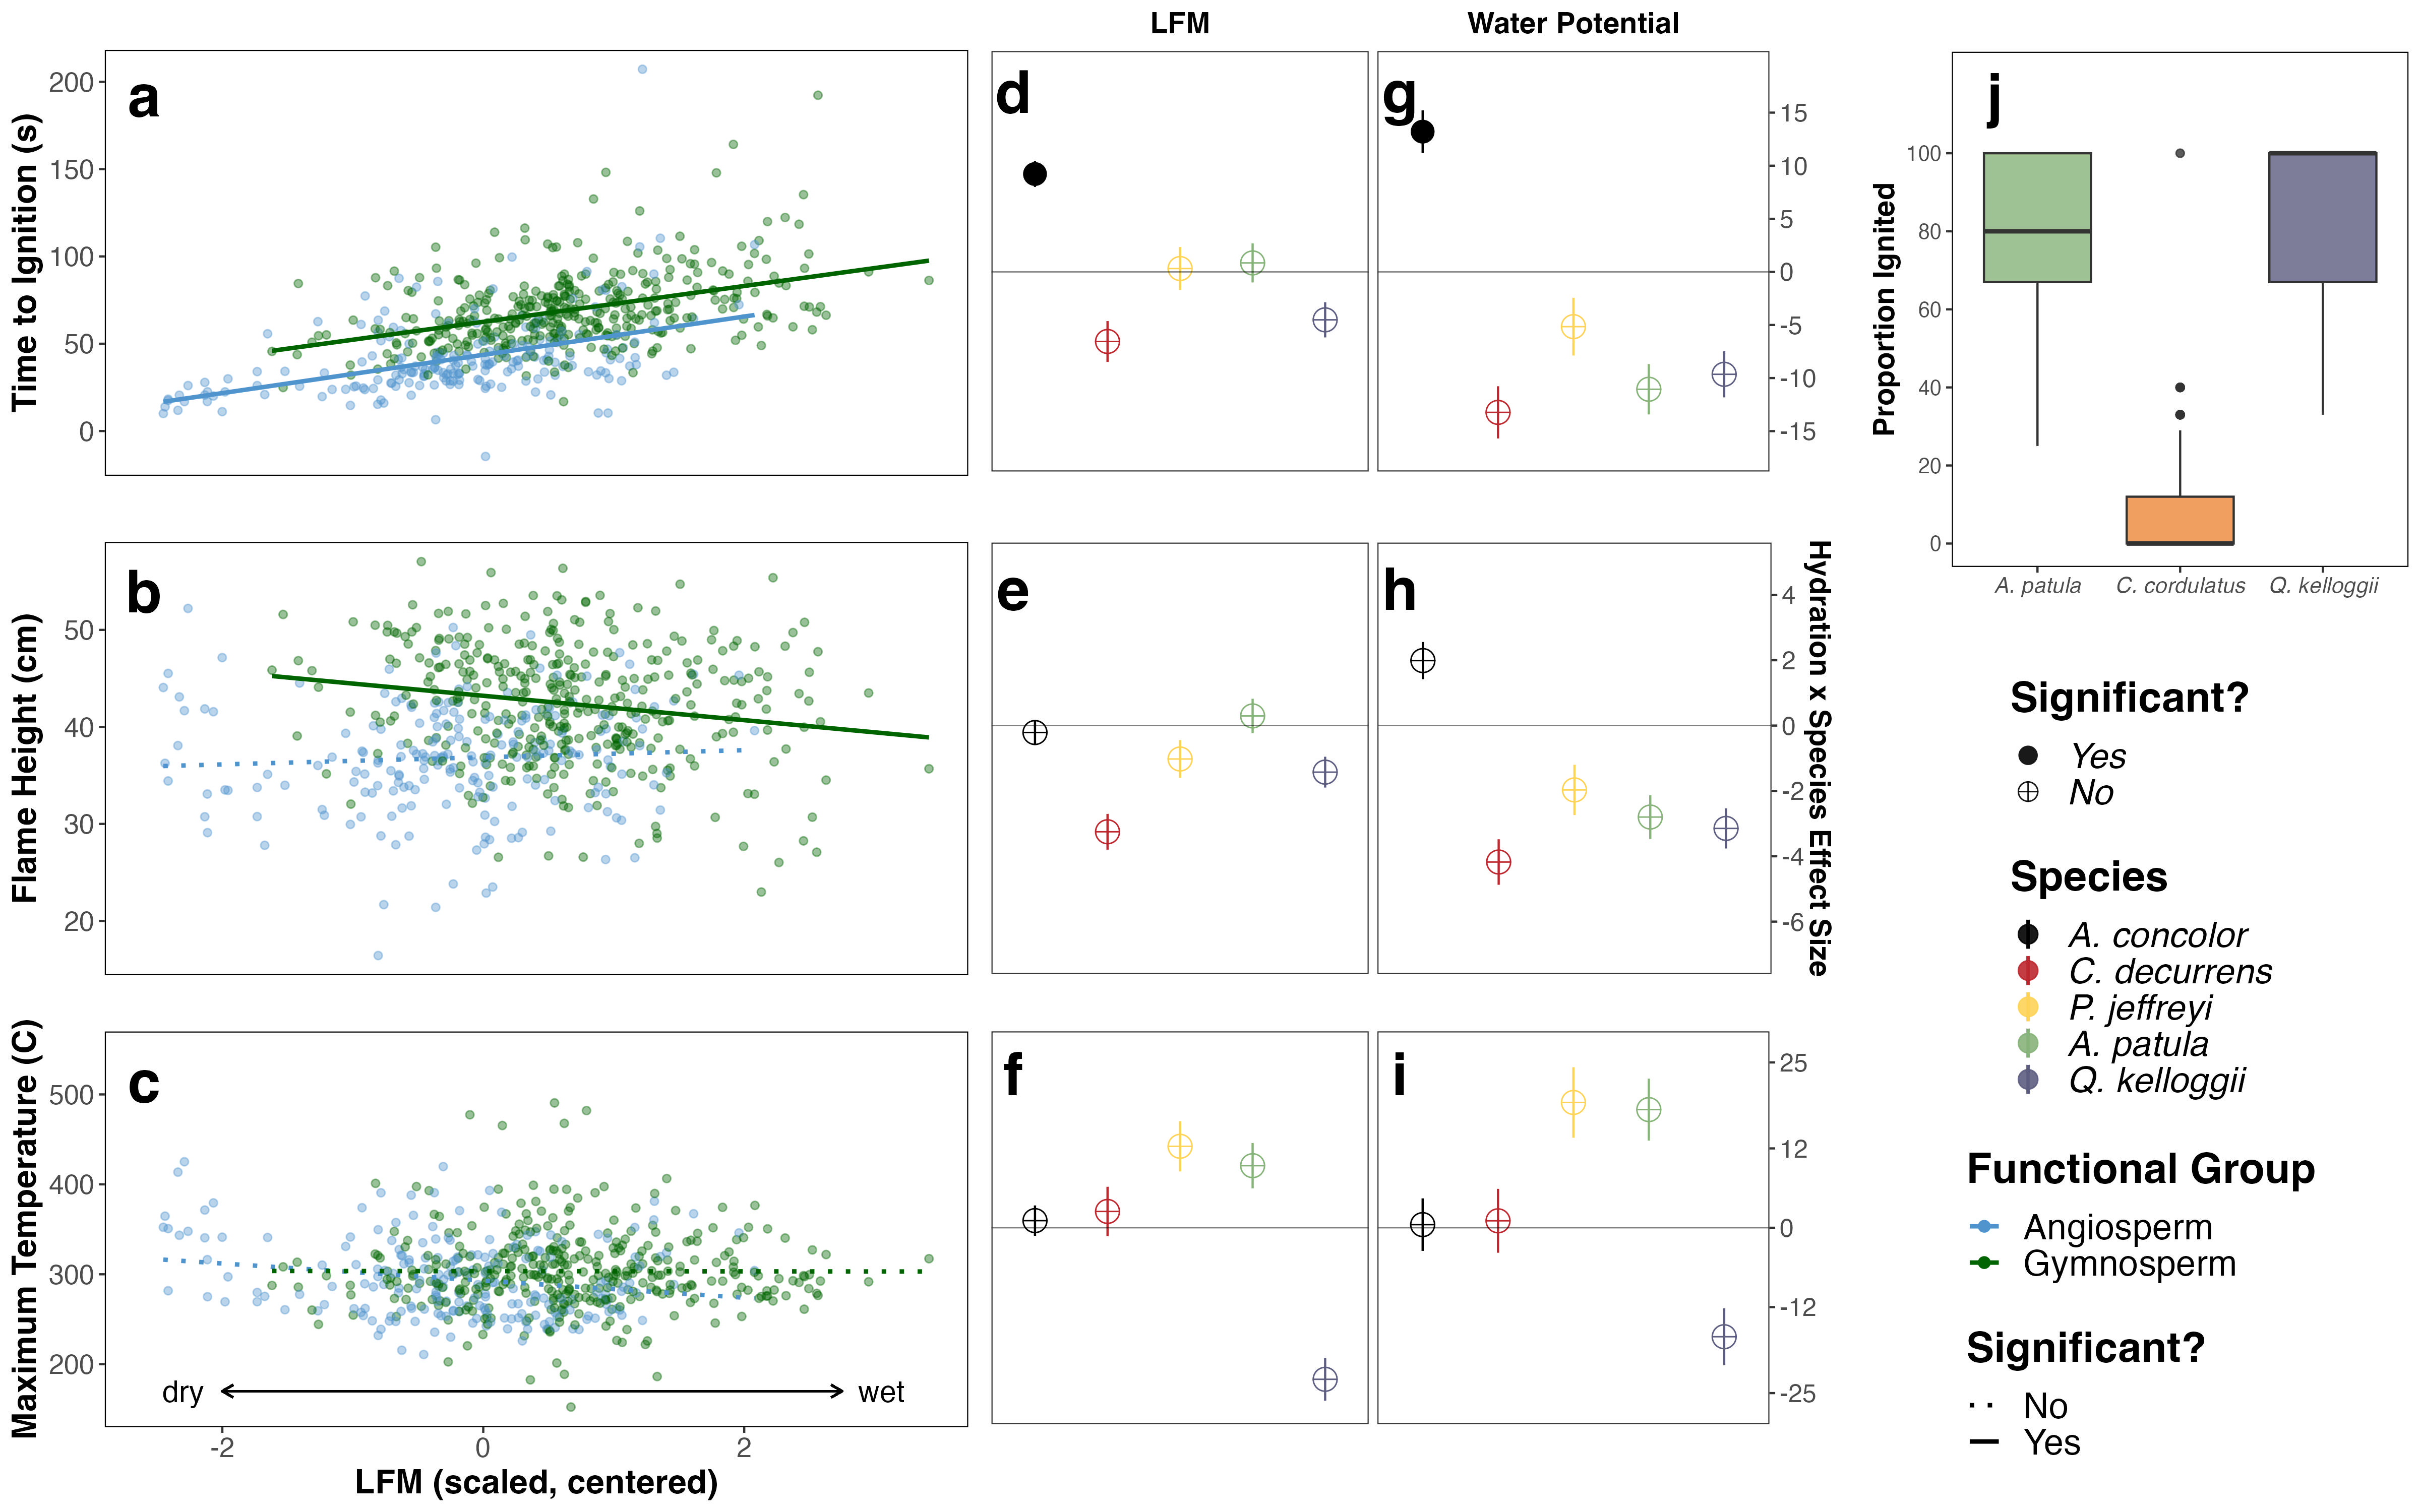 LFM
Water Potential
a
Time to Ignition (s)
200
150
100
50
0
d
g
15
10
5
0
-5
-10
-15
j
Proportion Ignited
100
80
60
40
20
0
A. patula
C. cordulatus
Q. kelloggii
b
Flame Height (cm)
50
40
30
20
e
h
4
2
0
-2
-4
-6
Hydration x Species Effect Size
c
Maximum Temperature (C)
500
400
300
200
dry
wet
-2
0
2
LFM (scaled, centered)
f
i
25
12
0
-12
-25
Significant?
Yes
No
Species
A. concolor
C. decurrens
P. jeffreyi
A. patula
Q. kelloggii
Functional Group
Angiosperm
Gymnosperm
Significant?
No
Yes